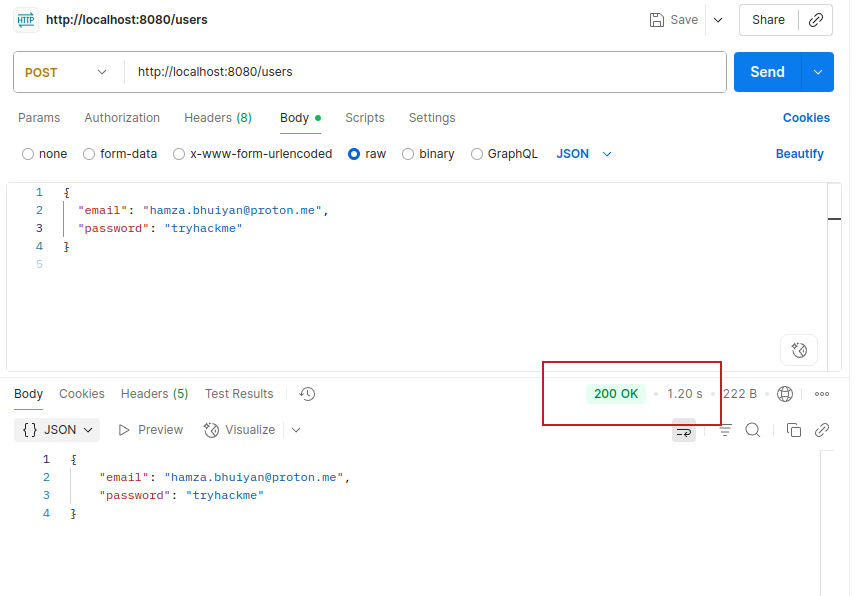 HTTP http://localhost:8080/users Save Share
POST http://localhost:8080/users Send
Params Authorization Headers (8) Body Scripts Settings Cookies
none form-data x-www-form-urlencoded raw binary GraphQL JSON Beautify
1 {
2 "email": "hamza.bhuiyan@proton.me",
3 "password": "tryhackme"
4 }
5
Body Cookies Headers (5) Test Results 200 OK 1.20 s 222 B
{} JSON Preview Visualize
1 {
2 "email": "hamza.bhuiyan@proton.me",
3 "password": "tryhackme"
4 }